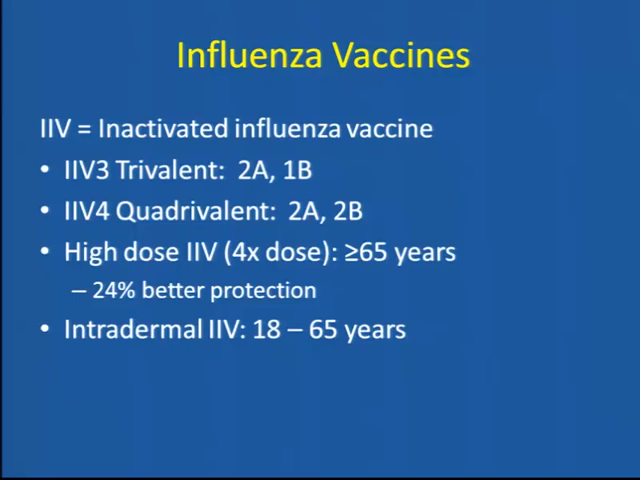 Influenza Vaccines
IIV = Inactivated influenza vaccine
• IIV3 Trivalent: 2A, 1B
• IIV4 Quadrivalent: 2A, 2B
• High dose IIV (4x dose): ≥65 years
– 24% better protection
• Intradermal IIV: 18 – 65 years